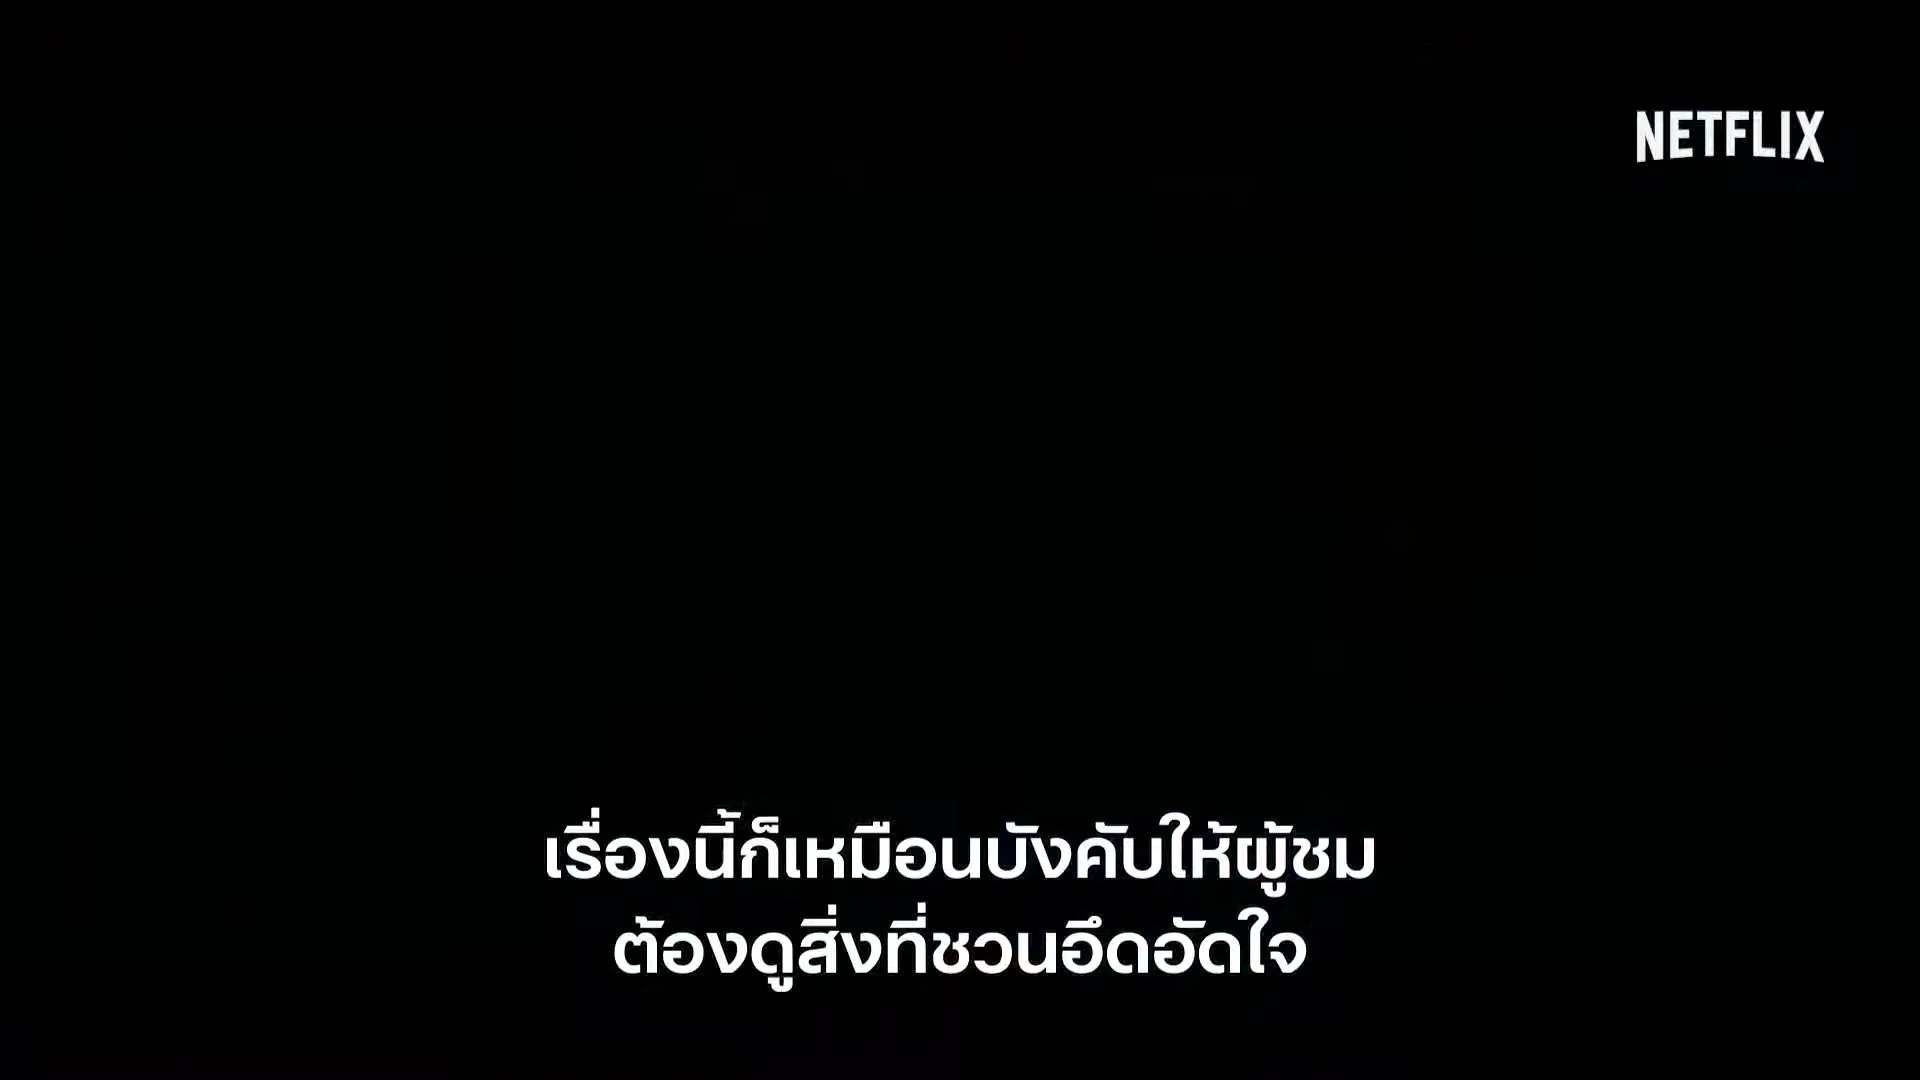 NETFLIX
เรื่องนี้ก็เหมือนบังคับให้ผู้ชม
ต้องดูสิ่งที่ชวนอึดอัดใจ